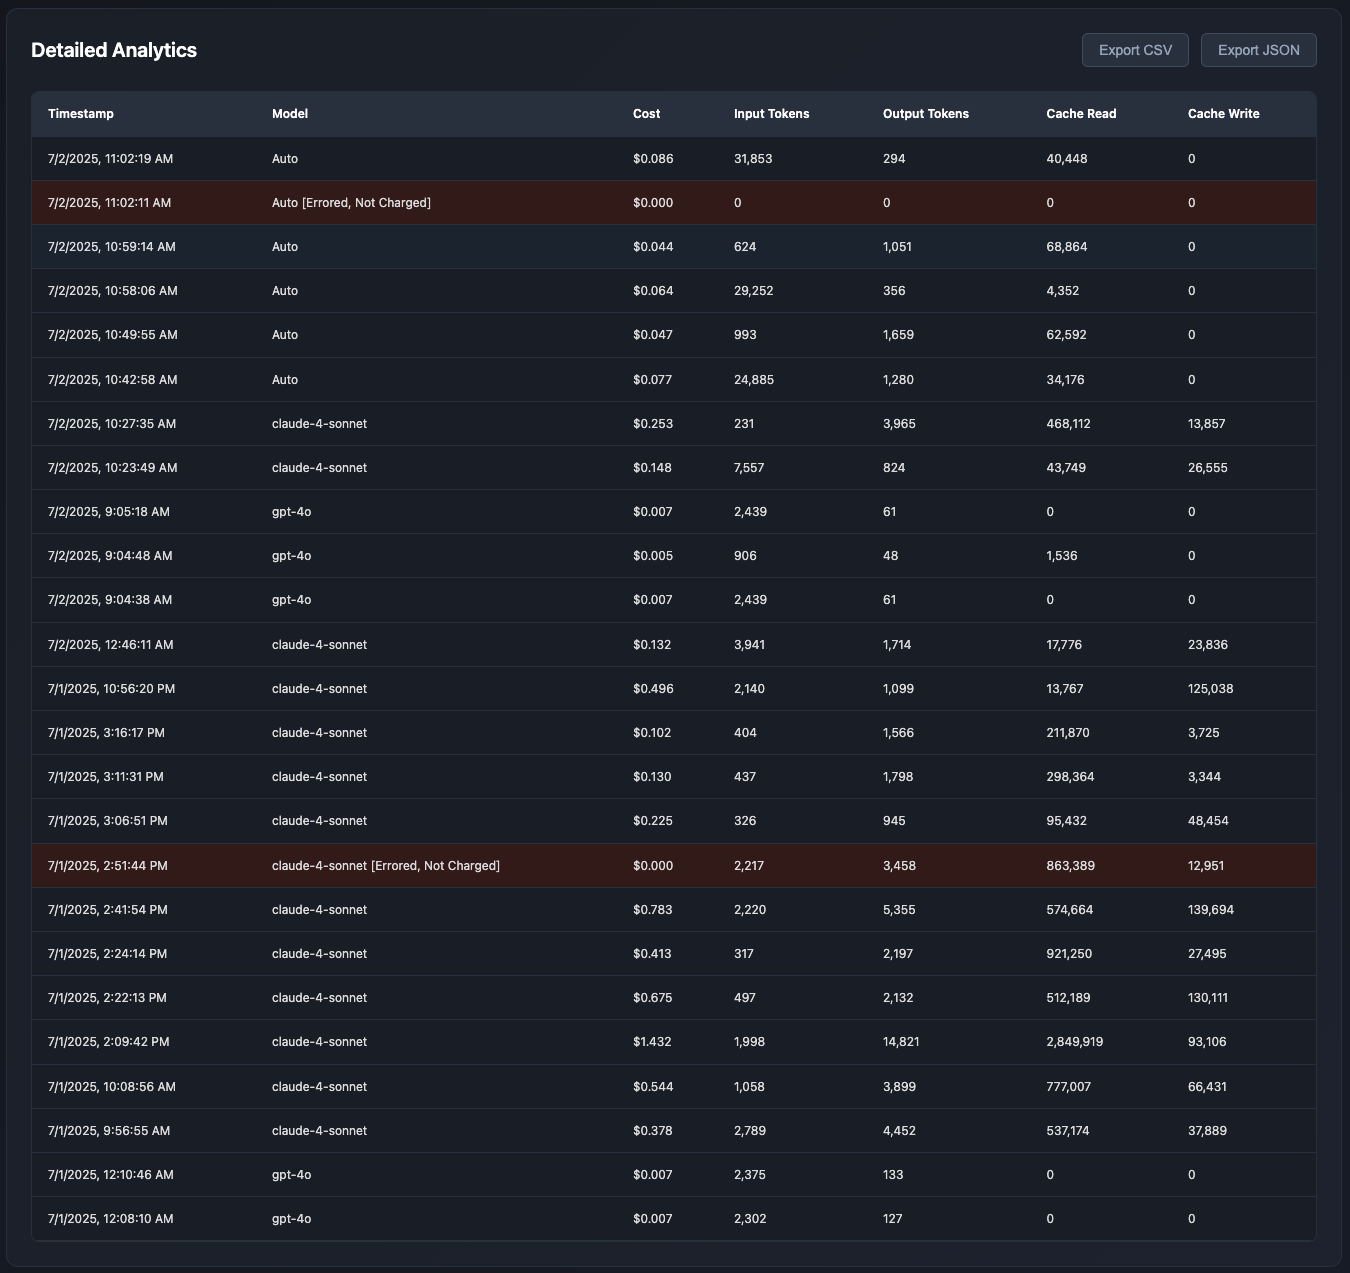 Detailed Analytics
Export CSV Export JSON
Timestamp Model Cost Input Tokens Output Tokens Cache Read Cache Write
7/2/2025, 11:02:19 AM Auto $0.086 31,853 294 40,448 0
7/2/2025, 11:02:11 AM Auto [Errored, Not Charged] $0.000 0 0 0 0
7/2/2025, 10:59:14 AM Auto $0.044 624 1,051 68,864 0
7/2/2025, 10:58:06 AM Auto $0.064 29,252 356 4,352 0
7/2/2025, 10:49:55 AM Auto $0.047 993 1,659 62,592 0
7/2/2025, 10:42:58 AM Auto $0.077 24,885 1,280 34,176 0
7/2/2025, 10:27:35 AM claude-4-sonnet $0.253 231 3,965 468,112 13,857
7/2/2025, 10:23:49 AM claude-4-sonnet $0.148 7,557 824 43,749 26,555
7/2/2025, 9:05:18 AM gpt-4o $0.007 2,439 61 0 0
7/2/2025, 9:04:48 AM gpt-4o $0.005 906 48 1,536 0
7/2/2025, 9:04:38 AM gpt-4o $0.007 2,439 61 0 0
7/2/2025, 12:46:11 AM claude-4-sonnet $0.132 3,941 1,714 17,776 23,836
7/1/2025, 10:56:20 PM claude-4-sonnet $0.496 2,140 1,099 13,767 125,038
7/1/2025, 3:16:17 PM claude-4-sonnet $0.102 404 1,566 211,870 3,725
7/1/2025, 3:11:31 PM claude-4-sonnet $0.130 437 1,798 298,364 3,344
7/1/2025, 3:06:51 PM claude-4-sonnet $0.225 326 945 95,432 48,454
7/1/2025, 2:51:44 PM claude-4-sonnet [Errored, Not Charged] $0.000 2,217 3,458 863,389 12,951
7/1/2025, 2:41:54 PM claude-4-sonnet $0.783 2,220 5,355 574,664 139,694
7/1/2025, 2:24:14 PM claude-4-sonnet $0.413 317 2,197 921,250 27,495
7/1/2025, 2:22:13 PM claude-4-sonnet $0.675 497 2,132 512,189 130,111
7/1/2025, 2:09:42 PM claude-4-sonnet $1.432 1,998 14,821 2,849,919 93,106
7/1/2025, 10:08:56 AM claude-4-sonnet $0.544 1,058 3,899 777,007 66,431
7/1/2025, 9:56:55 AM claude-4-sonnet $0.378 2,789 4,452 537,174 37,889
7/1/2025, 12:10:46 AM gpt-4o $0.007 2,375 133 0 0
7/1/2025, 12:08:10 AM gpt-4o $0.007 2,302 127 0 0